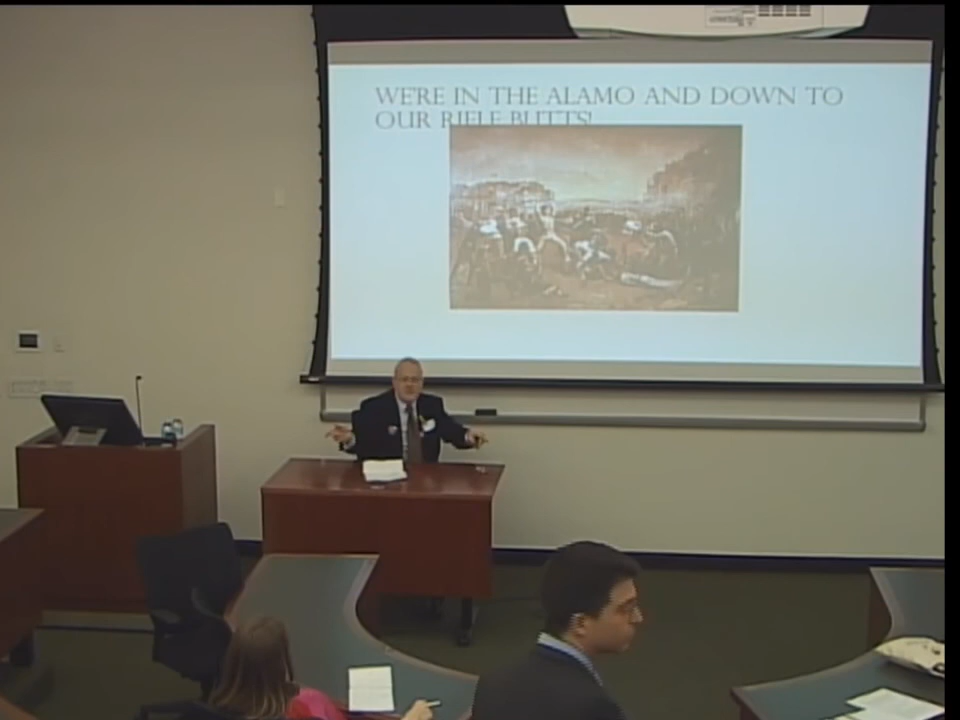 WE'RE IN THE ALAMO AND DOWN TO
OUR RIFLE BUTTS!